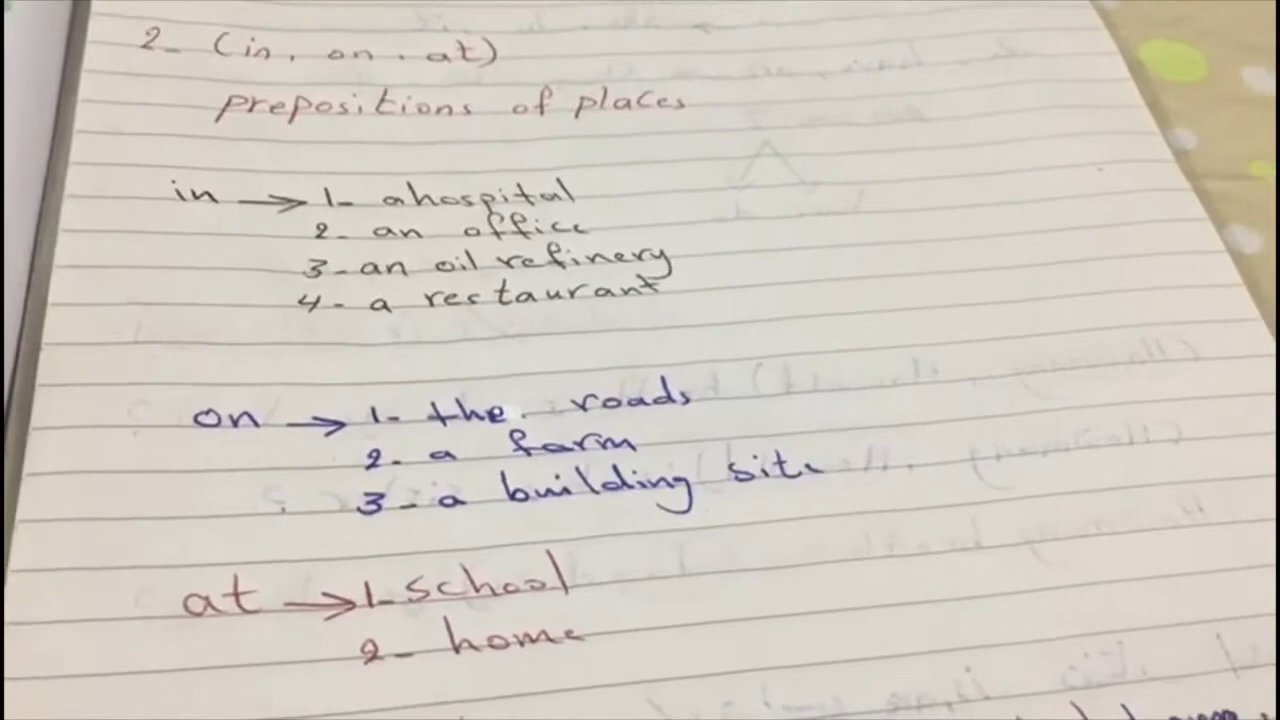 2- (in, on, at)
prepositions of places
in → 1- ahospital
2- an office
3- an oil refinery
4- a restaurant
on → 1- the roads
2- a farm
3- a building site
at → 1- school
2- home